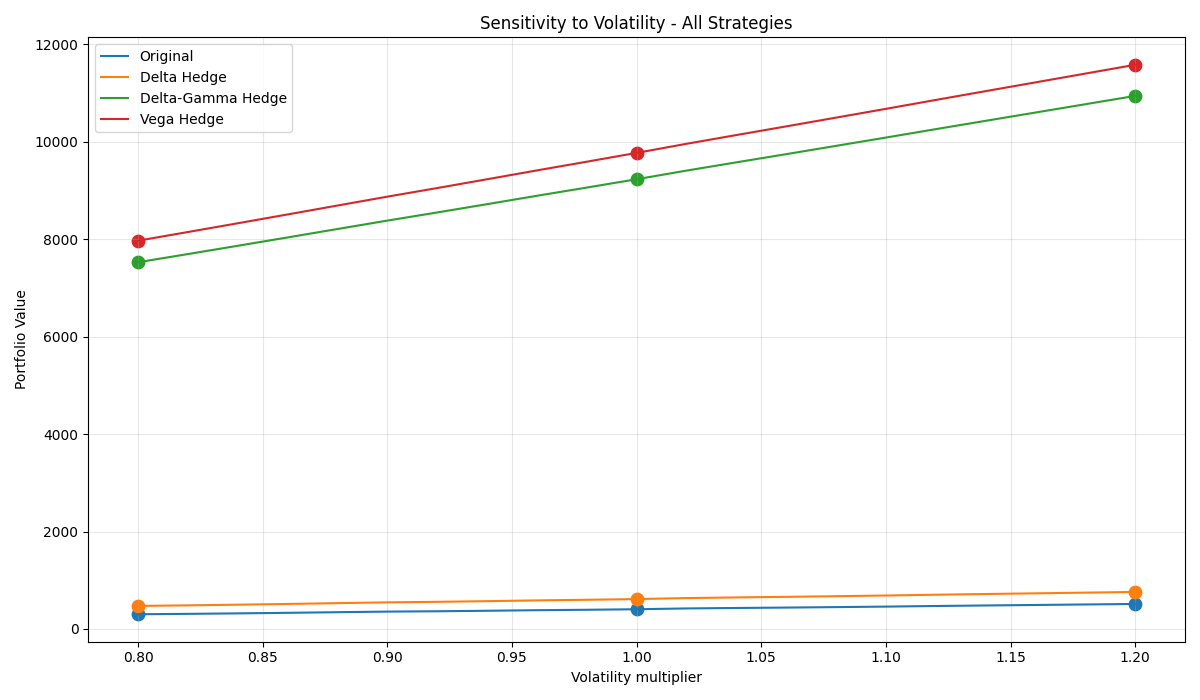 Sensitivity to Volatility - All Strategies
Original
Delta Hedge
Delta-Gamma Hedge
Vega Hedge
Portfolio Value
12000
10000
8000
6000
4000
2000
0
0.80 0.85 0.90 0.95 1.00 1.05 1.10 1.15 1.20
Volatility multiplier